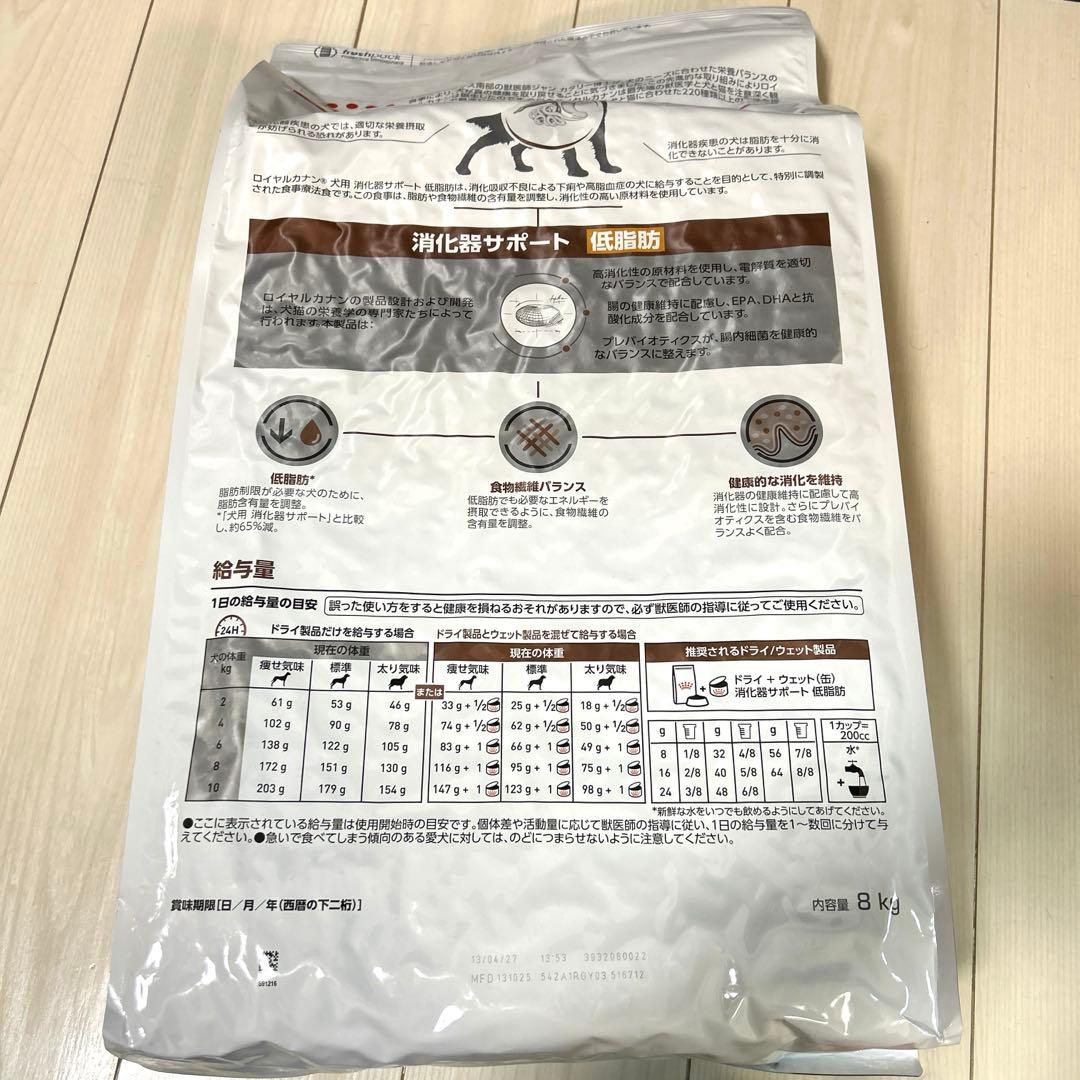 freshpack
消化器疾患の犬では、適切な栄養摂取
が妨げられる恐れがあります。
消化器疾患の犬は脂肪を十分に消
化できないことがあります。
ロイヤルカナン® 犬用 消化器サポート 低脂肪は、消化吸収不良による下痢や高脂血症の犬に給与することを目的として、特別に調製
された食事療法食です。この食事は、脂肪や食物繊維の含有量を調整し、消化性の高い原材料を使用しています。
消化器サポート 低脂肪
ロイヤルカナンの製品設計および開発
は、犬猫の栄養学の専門家たちによって
行われます。本製品は:
高消化性の原材料を使用し、電解質を適切
なバランスで配合しています。
腸の健康維持に配慮し、EPA、DHAと抗
酸化成分を配合しています。
プレバイオティクスが、腸内細菌を健康的
なバランスに整えます。
低脂肪*
脂肪制限が必要な犬のために、
脂肪含有量を調整。
*「犬用 消化器サポート」と比較
し、約65%減。
食物繊維バランス
低脂肪でも必要なエネルギーを
摂取できるように、食物繊維の
含有量を調整。
健康的な消化を維持
消化器の健康維持に配慮して高
消化性に設計。さらにプレバイ
オティクスを含む食物繊維をバ
ランスよく配合。
給与量
1日の給与量の目安 誤った使い方をすると健康を損ねるおそれがありますので、必ず獣医師の指導に従ってご使用ください。
24H ドライ製品だけを給与する場合 ドライ製品とウェット製品を混ぜて給与する場合
犬の体重 kg 現在の体重 または 現在の体重 推奨されるドライ/ウェット製品
痩せ気味 標準 太り気味 痩せ気味 標準 太り気味
ドライ + ウェット(缶)
消化器サポート 低脂肪
2 61 g 53 g 46 g 33 g + 1/2 25 g + 1/2 18 g + 1/2
4 102 g 90 g 78 g 74 g + 1/2 62 g + 1/2 50 g + 1/2
6 138 g 122 g 105 g 83 g + 1 66 g + 1 49 g + 1
8 172 g 151 g 130 g 116 g + 1 95 g + 1 75 g + 1
10 203 g 179 g 154 g 147 g + 1 123 g + 1 98 g + 1
g g g 1カップ=
200cc
8 1/8 32 4/8 56 7/8 水*
16 2/8 40 5/8 64 8/8 +
24 3/8 48 6/8
*新鮮な水をいつでも飲めるようにしてあげてください。
●ここに表示されている給与量は使用開始時の目安です。個体差や活動量に応じて獣医師の指導に従い、1日の給与量を1~数回に分けて与
えてください。●急いで食べてしまう傾向のある愛犬に対しては、のどにつまらせないように注意してください。
賞味期限[日/月/年(西暦の下二桁)]
内容量 8 kg
13/04/27 13:53 3932080022
MFD 131025 542A1RGY03 516712
591216